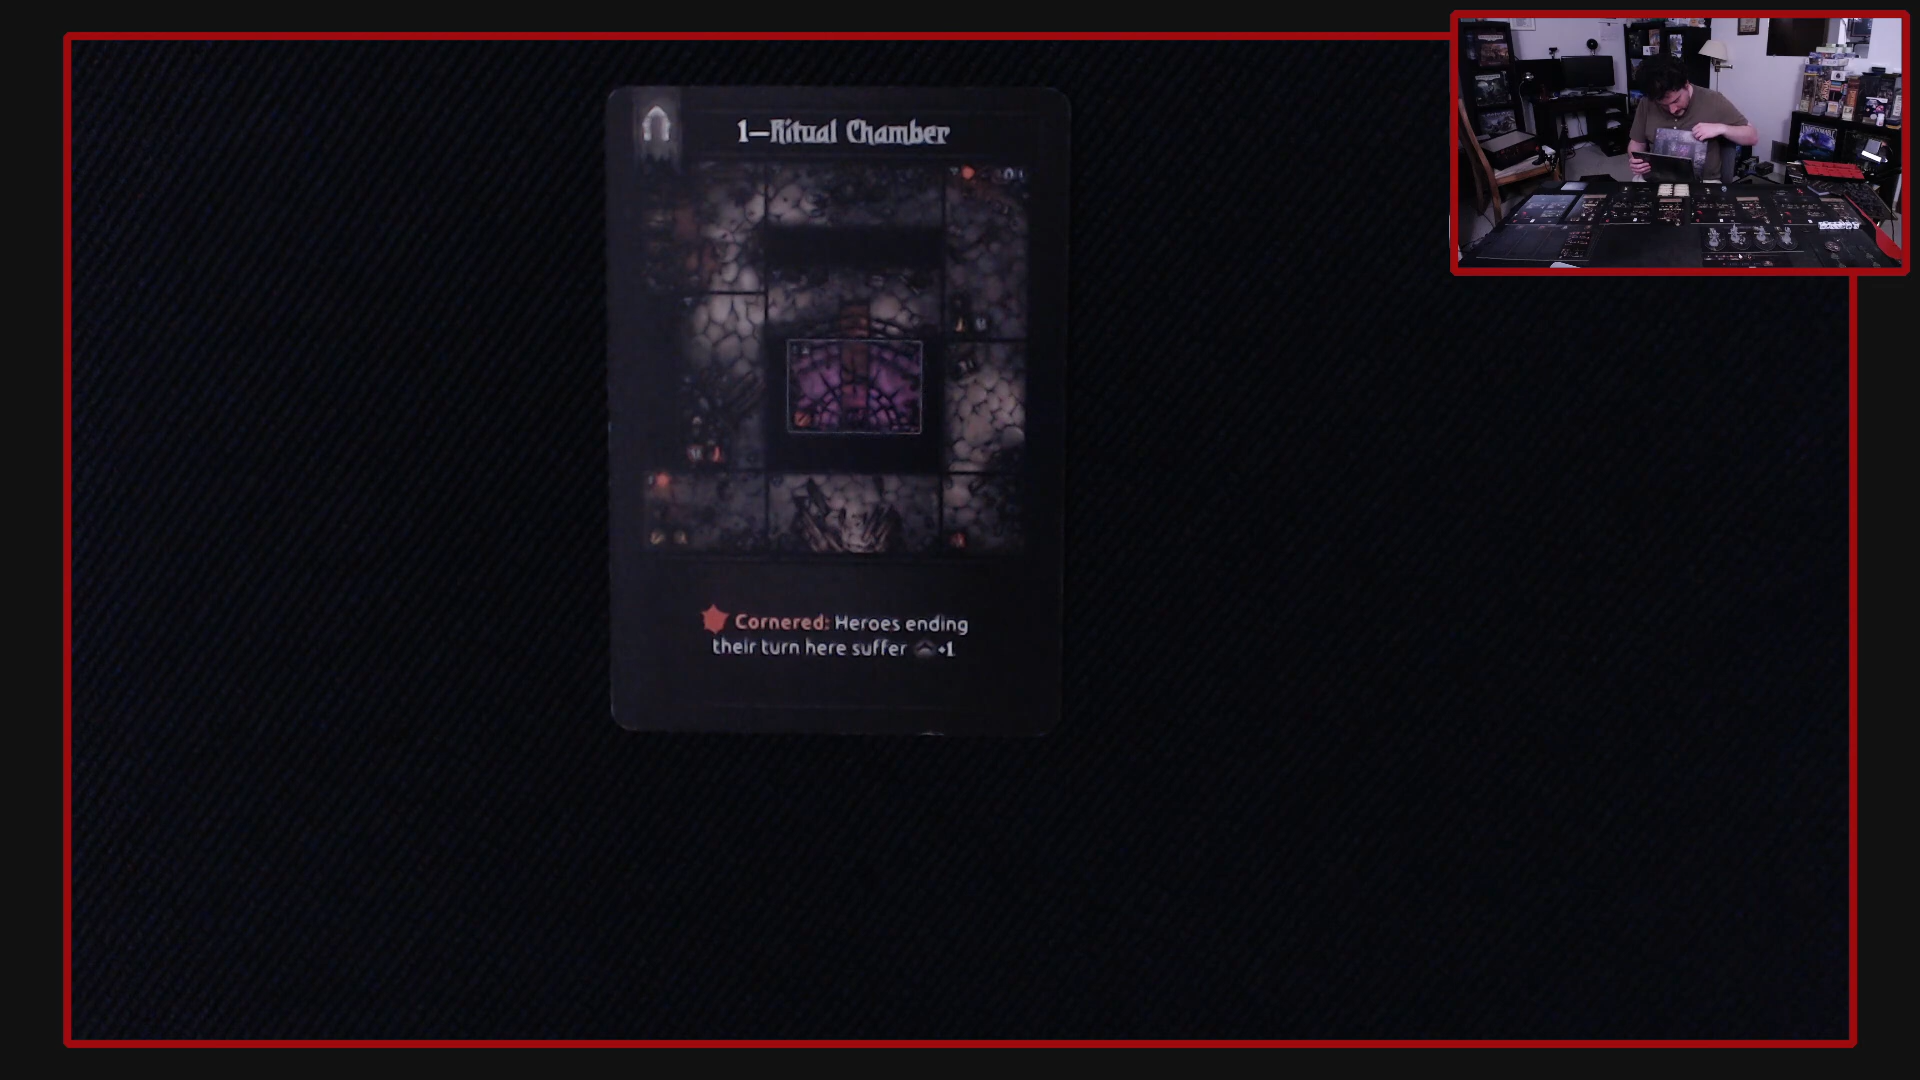 1—Ritual Chamber
Cornered: Heroes ending
their turn here suffer +1